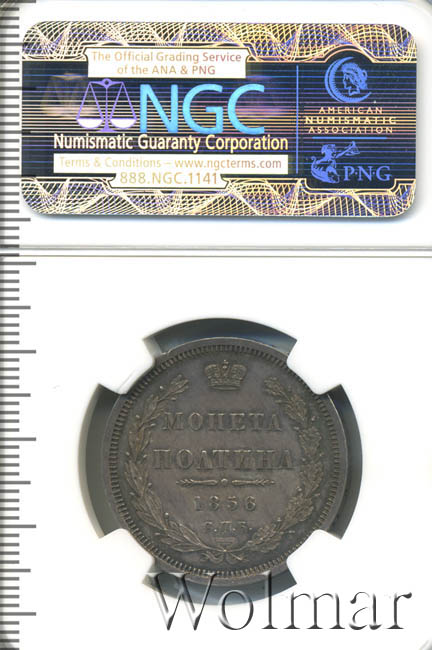 The Official Grading Service
of the ANA & PNG
NGC
Numismatic Guaranty Corporation
Terms & Conditions – www.ngcterms.com
888.NGC.1141
AMERICAN
NUMISMATIC
ASSOCIATION
P·N·G
МОНЕТА
ПОЛТИНА
1856
С.П.Б.
Wolmar